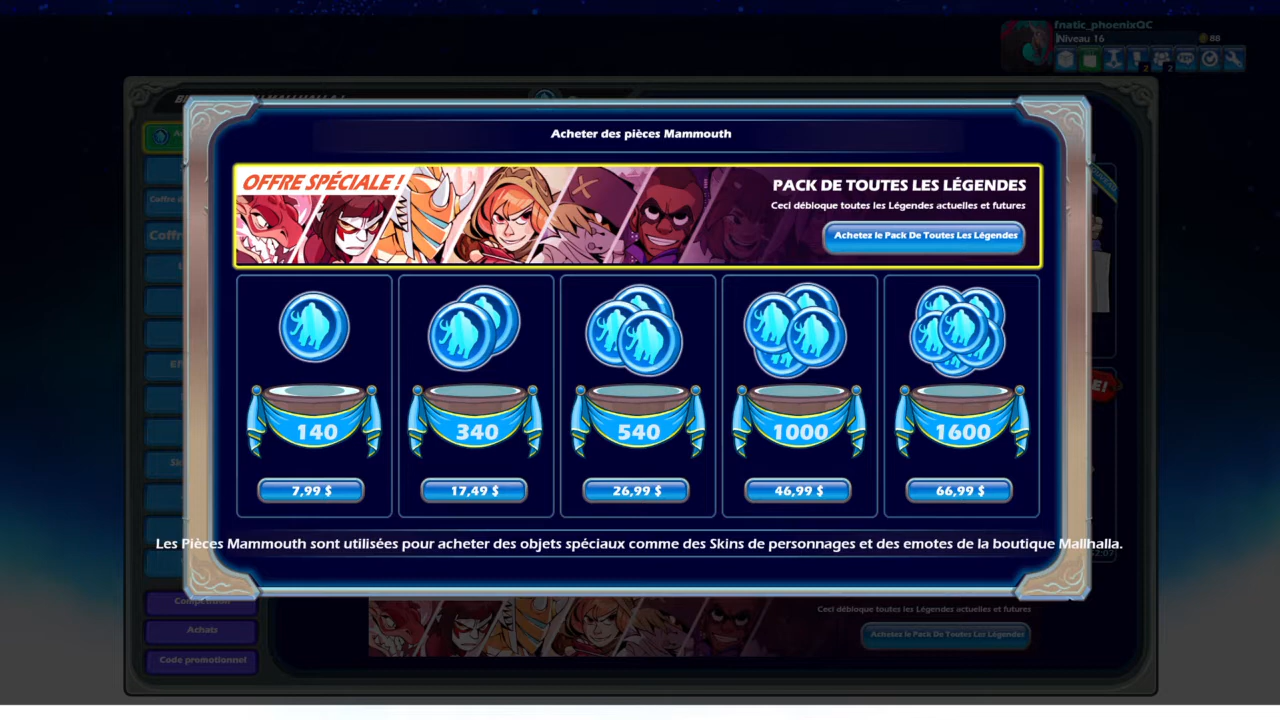 fnatic_phoenixQC
Niveau 16
88
Acheter des pièces Mammouth
OFFRE SPÉCIALE !
PACK DE TOUTES LES LÉGENDES
Ceci débloque toutes les Légendes actuelles et futures
Achetez le Pack De Toutes Les Légendes
140 340 540 1000 1600
7,99 $ 17,49 $ 26,99 $ 46,99 $ 66,99 $
Les Pièces Mammouth sont utilisées pour acheter des objets spéciaux comme des Skins de personnages et des emotes de la boutique Mallhalla.
Compétition
Achats
Code promotionnel
Ceci débloque toutes les Légendes actuelles et futures
Achetez le Pack De Toutes Les Légendes